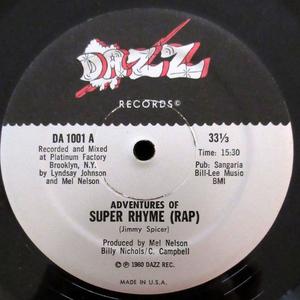 DAZZ
RECORDS©
DA 1001 A
Recorded and Mixed
at Platinum Factory
Brooklyn, N.Y.
by Lyndsay Johnson
and Mel Nelson
33⅓
Time: 15:30
Pub: Sangaria
Bill-Lee Music
BMI
ADVENTURES OF
SUPER RHYME (RAP)
(Jimmy Spicer)
Produced by Mel Nelson
Billy Nichols/C. Campbell
© ℗ 1980 DAZZ REC.
MADE IN U.S.A.